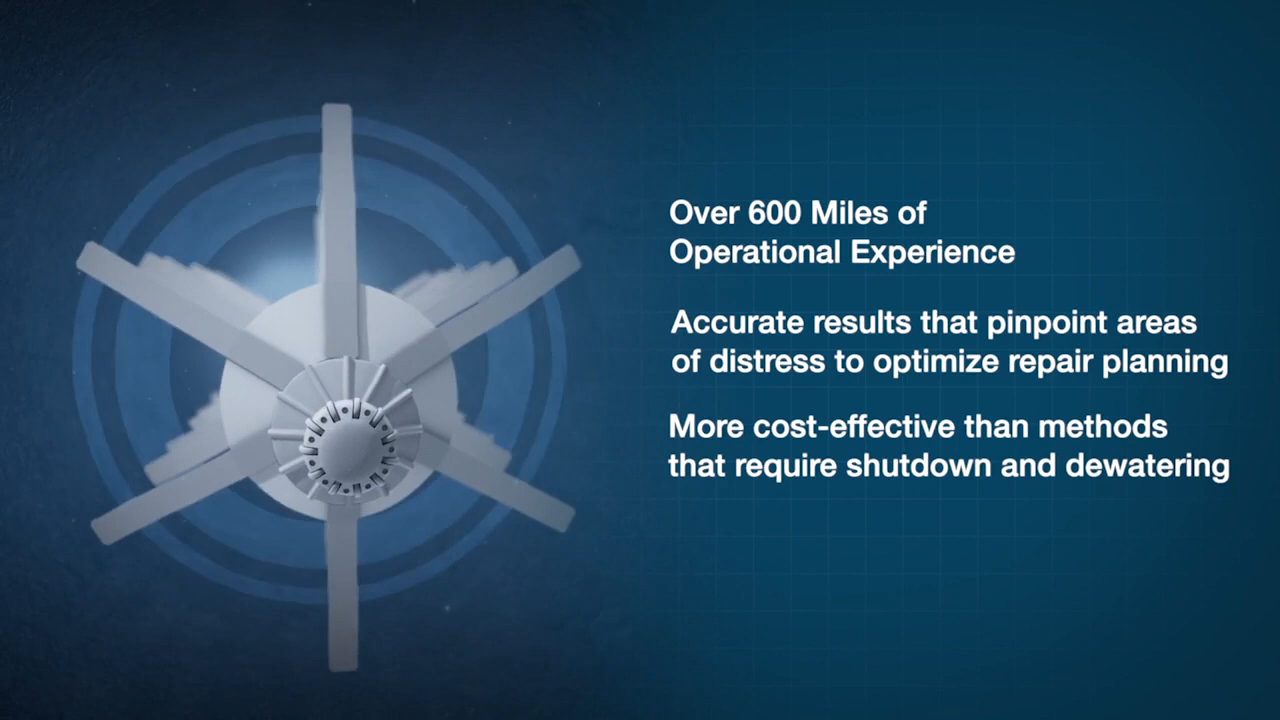 Over 600 Miles of
Operational Experience
Accurate results that pinpoint areas
of distress to optimize repair planning
More cost-effective than methods
that require shutdown and dewatering